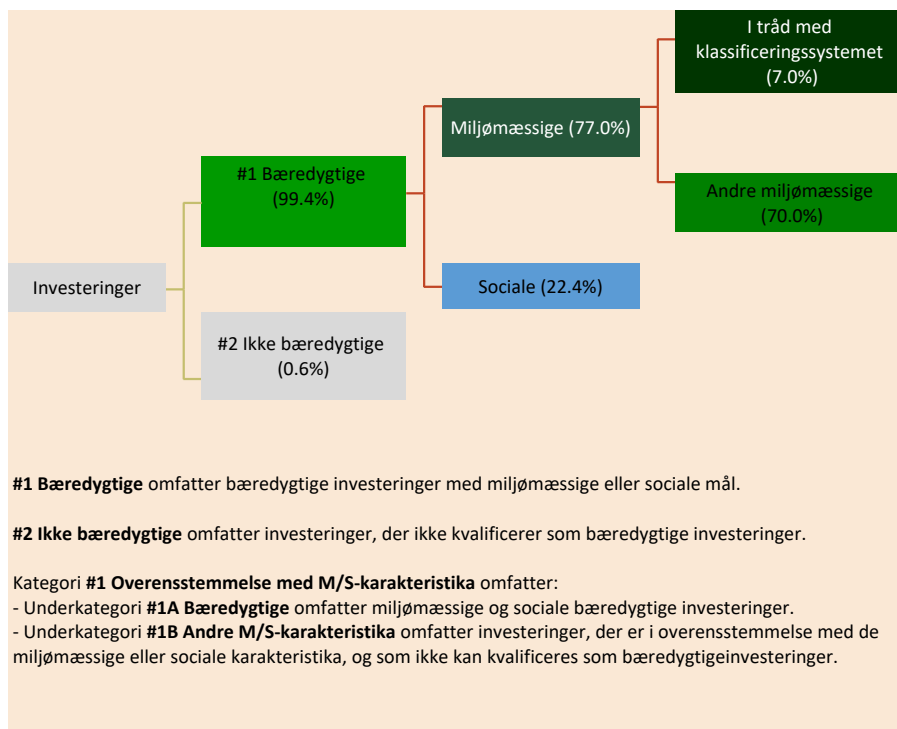 I tråd med
klassificeringssystemet
(7.0%)
Miljømæssige (77.0%)
#1 Bæredygtige
(99.4%)
Andre miljømæssige
(70.0%)
Investeringer
Sociale (22.4%)
#2 Ikke bæredygtige
(0.6%)
#1 Bæredygtige omfatter bæredygtige investeringer med miljømæssige eller sociale mål.
#2 Ikke bæredygtige omfatter investeringer, der ikke kvalificerer som bæredygtige investeringer.
Kategori #1 Overensstemmelse med M/S-karakteristika omfatter:
- Underkategori #1A Bæredygtige omfatter miljømæssige og sociale bæredygtige investeringer.
- Underkategori #1B Andre M/S-karakteristika omfatter investeringer, der er i overensstemmelse med de
miljømæssige eller sociale karakteristika, og som ikke kan kvalificeres som bæredygtigeinvesteringer.